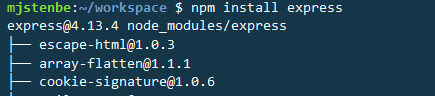 mjstenbe:~/workspace $ npm install express
express@4.13.4 node_modules/express
├── escape-html@1.0.3
├── array-flatten@1.1.1
├── cookie-signature@1.0.6